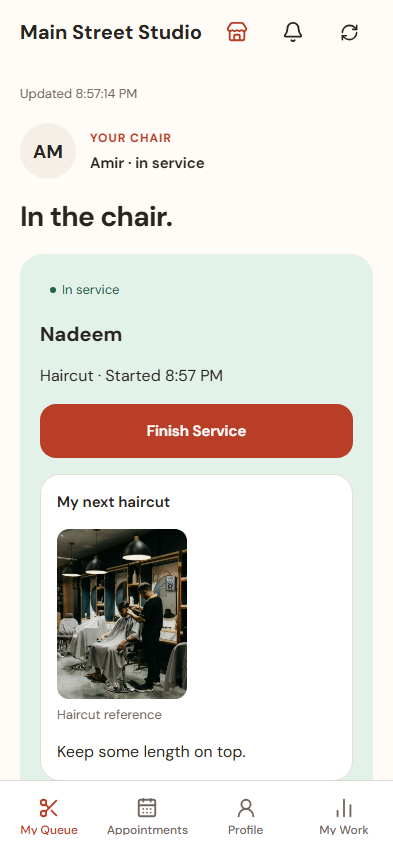 Main Street Studio
Updated 8:57:14 PM
AM
YOUR CHAIR
Amir · in service
In the chair.
In service
Nadeem
Haircut · Started 8:57 PM
Finish Service
My next haircut
Haircut reference
Keep some length on top.
My Queue
Appointments
Profile
My Work